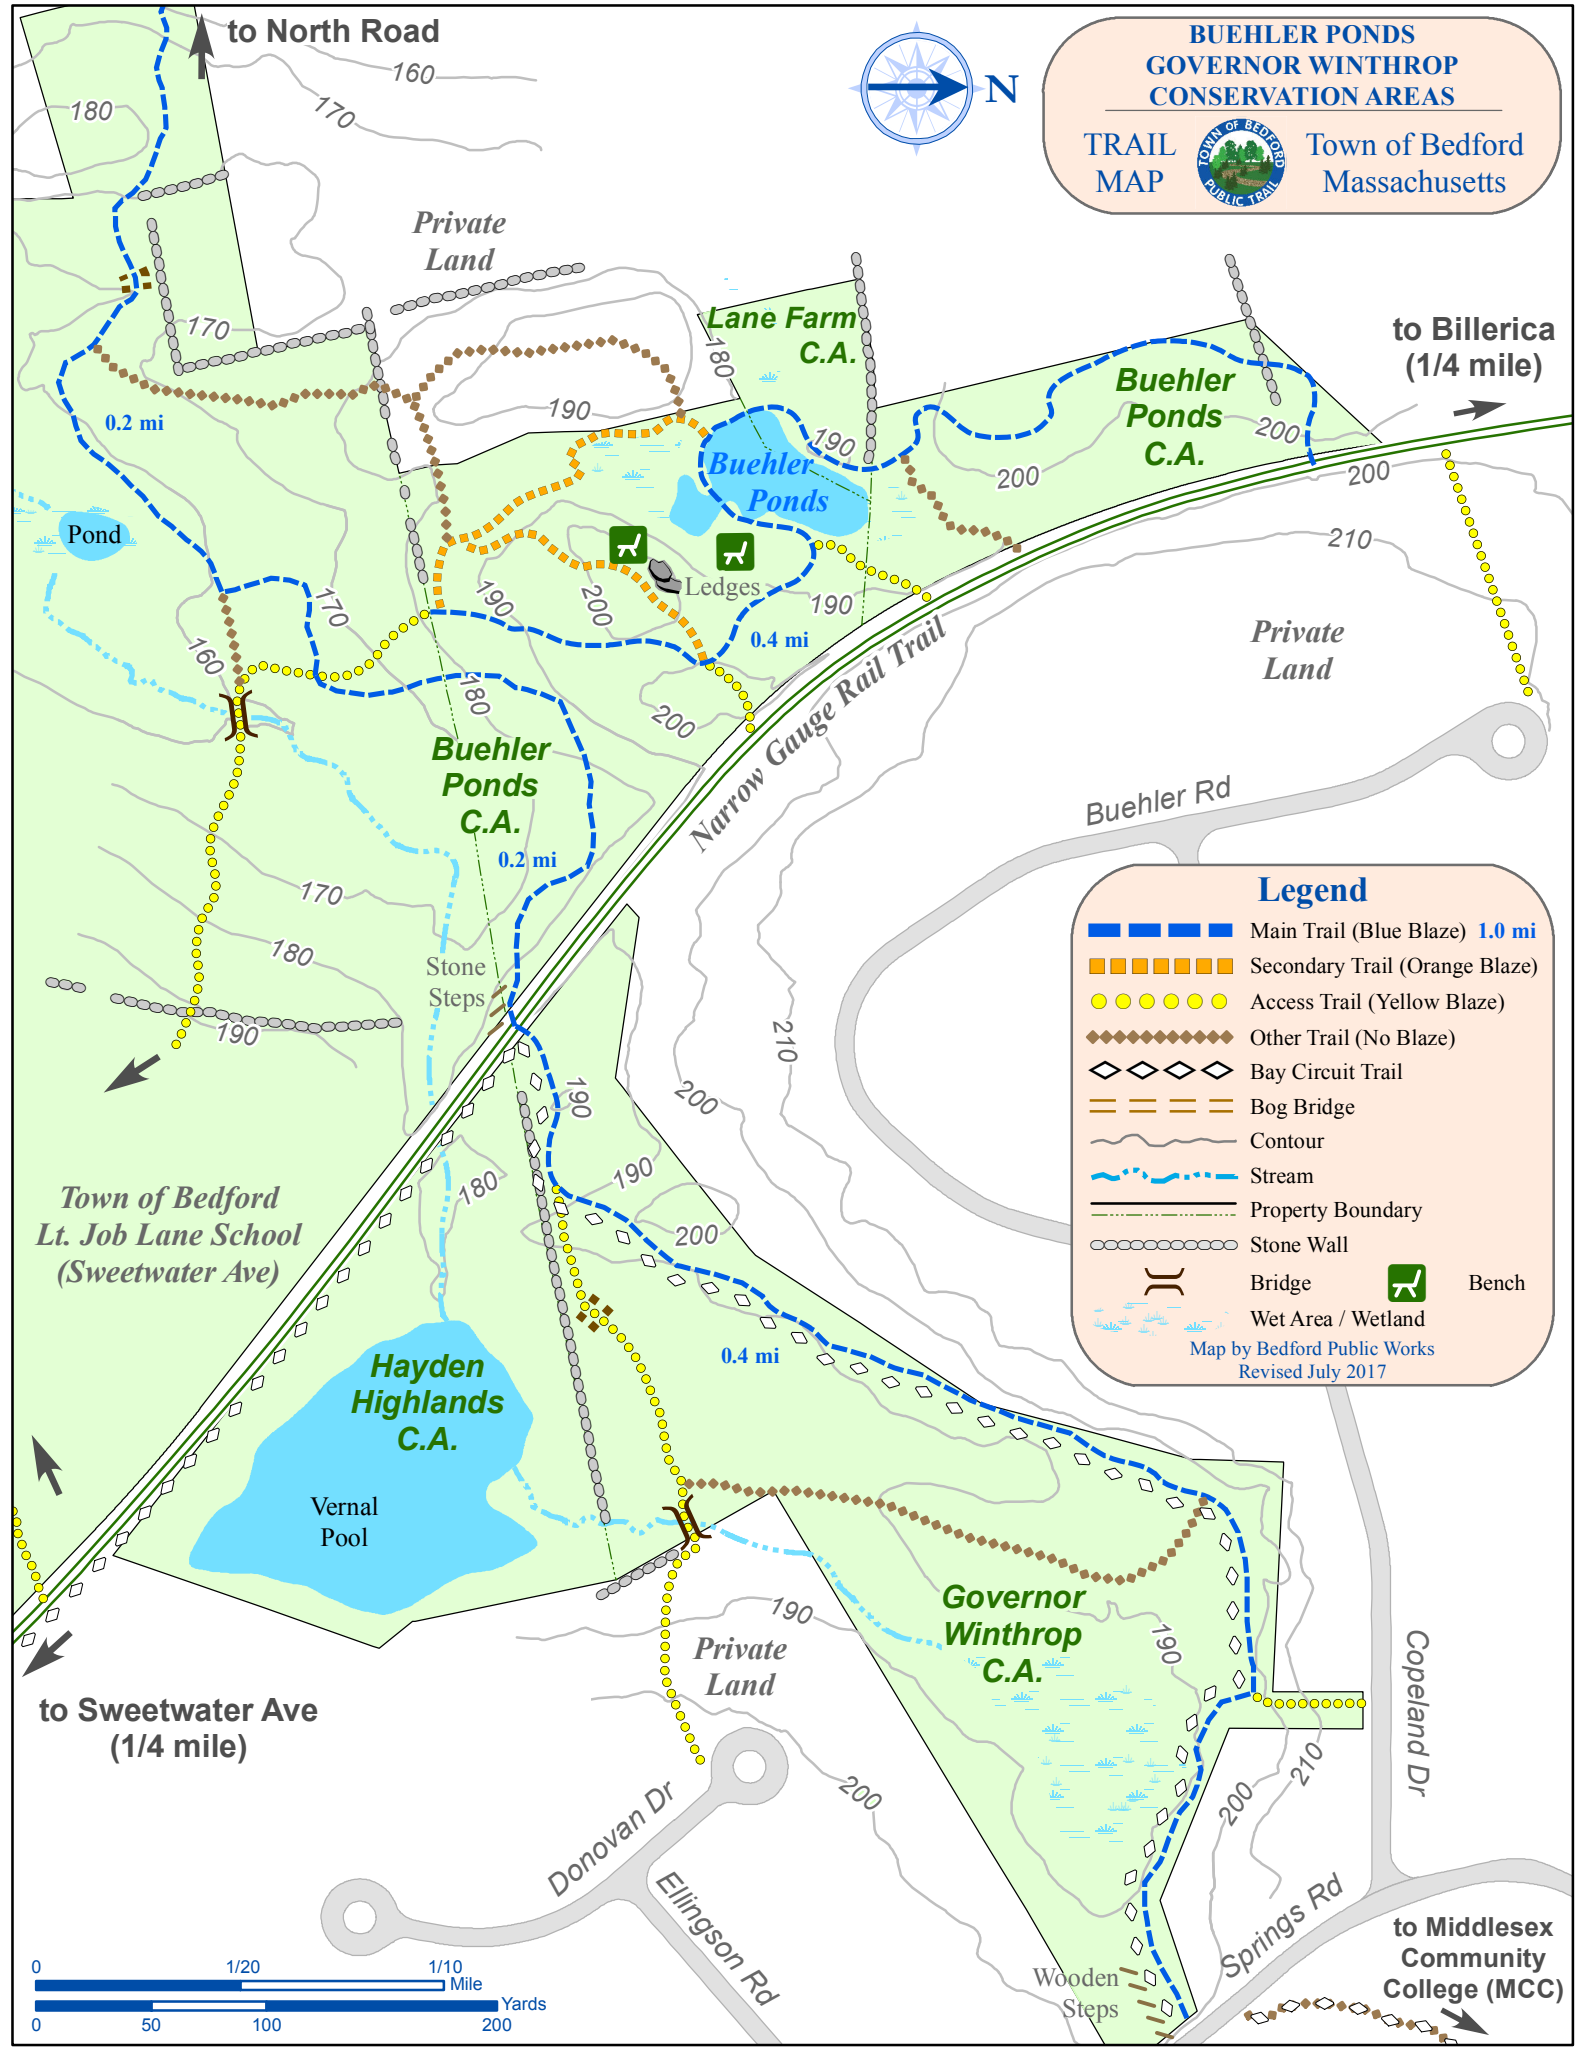 to North Road
N
BUEHLER PONDS
GOVERNOR WINTHROP
CONSERVATION AREAS
TRAIL
MAP
TOWN OF BEDFORD
PUBLIC TRAIL
Town of Bedford
Massachusetts
160
180
170
Private
Land
170
Lane Farm
C.A.
180
to Billerica
(1/4 mile)
Buehler
Ponds
C.A.
190
0.2 mi
190
200
Buehler
Ponds
200
200
Pond
210
Ledges
190
200
190
170
160
0.4 mi
Private
Land
180
200
Narrow Gauge Rail Trail
Buehler
Ponds
C.A.
Buehler Rd
0.2 mi
170
180
190
Stone
Steps
Legend
Main Trail (Blue Blaze) 1.0 mi
Secondary Trail (Orange Blaze)
Access Trail (Yellow Blaze)
Other Trail (No Blaze)
Bay Circuit Trail
Bog Bridge
Contour
Stream
Property Boundary
Stone Wall
Bridge
Bench
Wet Area / Wetland
Map by Bedford Public Works
Revised July 2017
210
190
200
190
180
200
Town of Bedford
Lt. Job Lane School
(Sweetwater Ave)
0.4 mi
Hayden
Highlands
C.A.
Vernal
Pool
Governor
Winthrop
C.A.
190
190
Private
Land
Copeland Dr
to Sweetwater Ave
(1/4 mile)
210
200
200
Donovan Dr
Ellingson Rd
Springs Rd
to Middlesex
Community
College (MCC)
Wooden
Steps
0 1/20 1/10
Mile
Yards
0 50 100 200